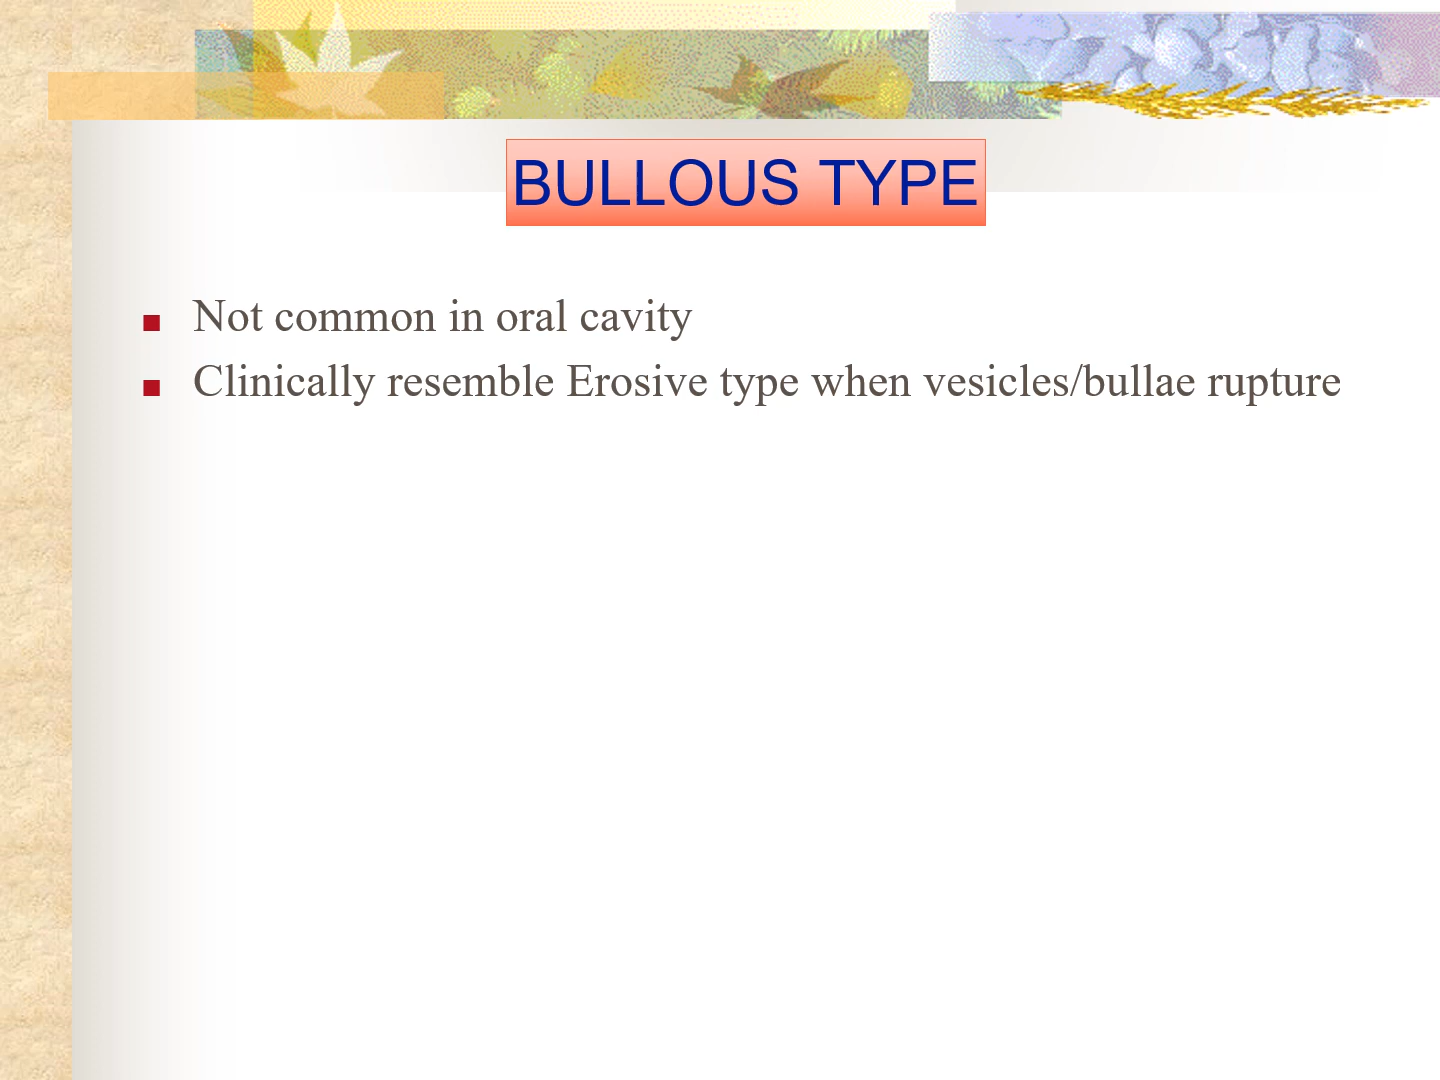 BULLOUS TYPE
Not common in oral cavity
Clinically resemble Erosive type when vesicles/bullae rupture